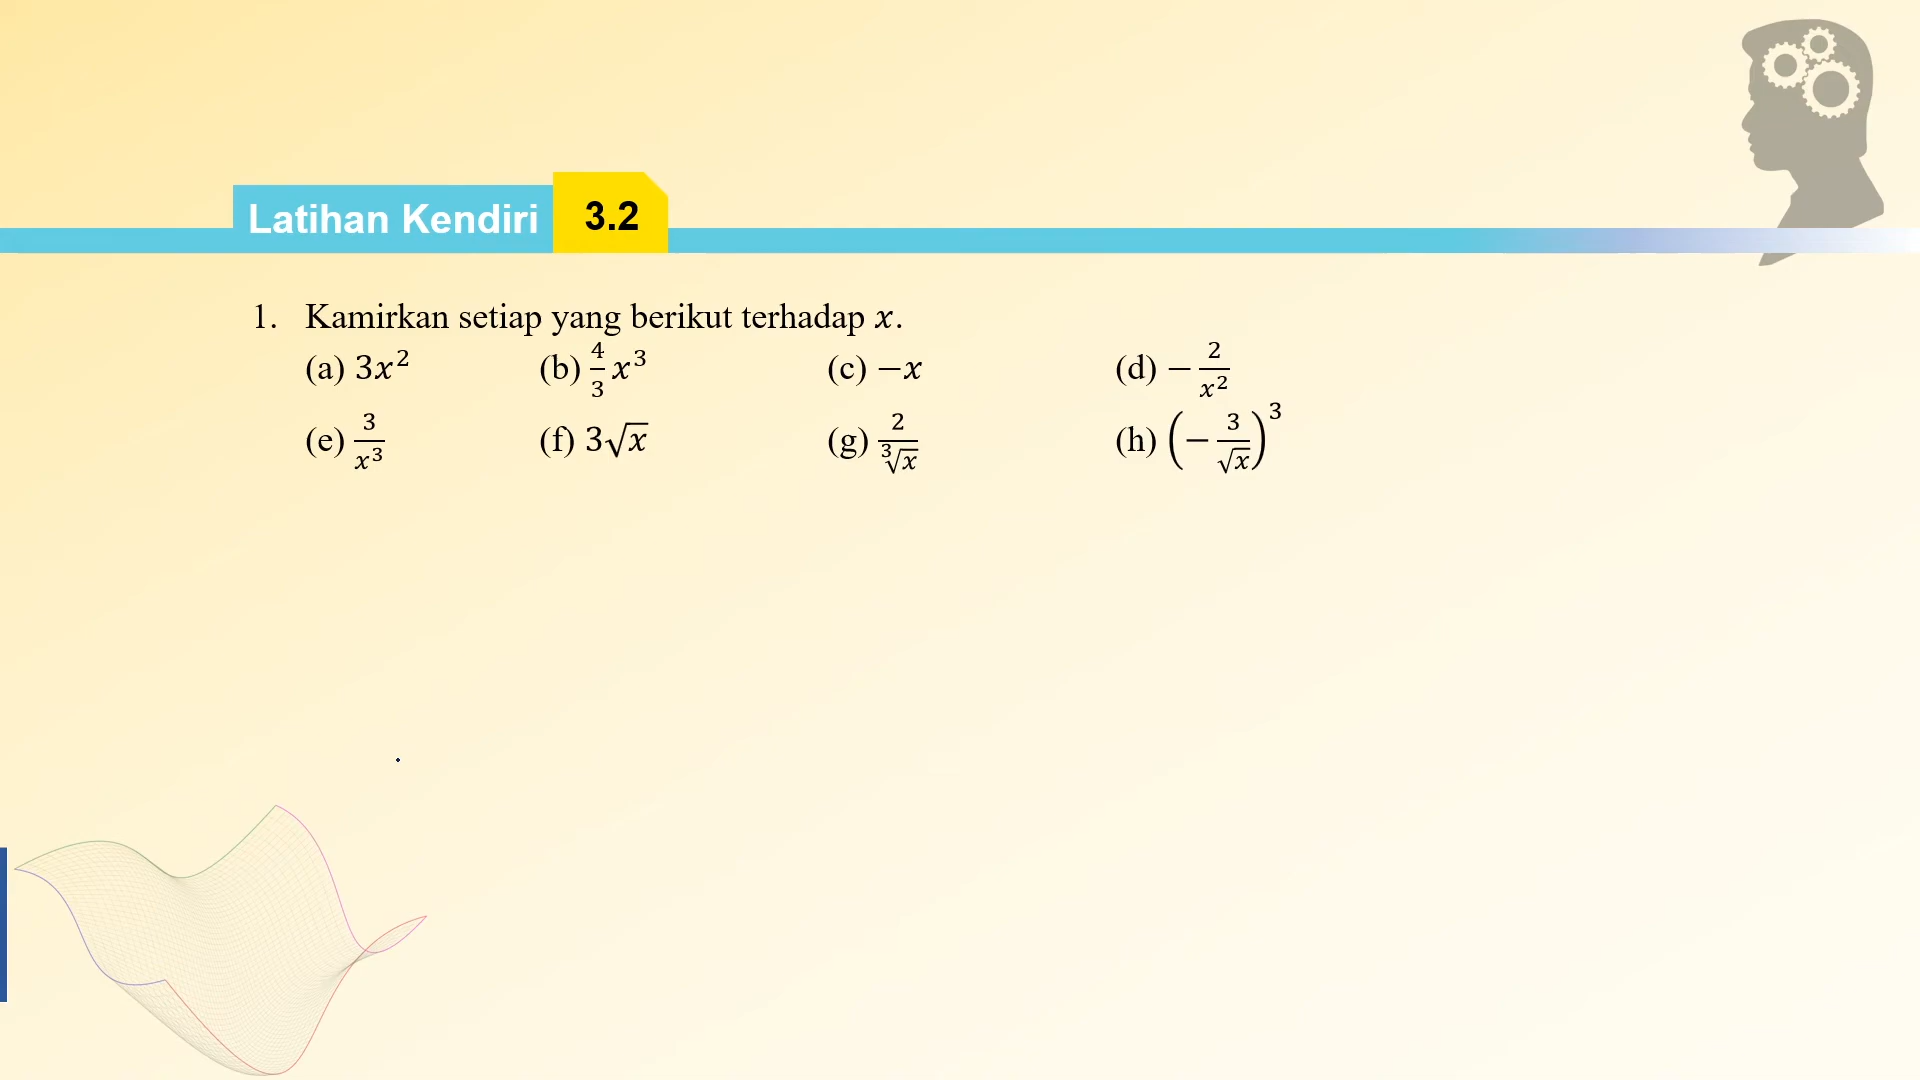 Latihan Kendiri 3.2
1. Kamirkan setiap yang berikut terhadap x.
(a) 3x² (b) 4/3 x³ (c) −x (d) −2/x²
(e) 3/x³ (f) 3√x (g) 2/∛x (h) (−3/√x)³